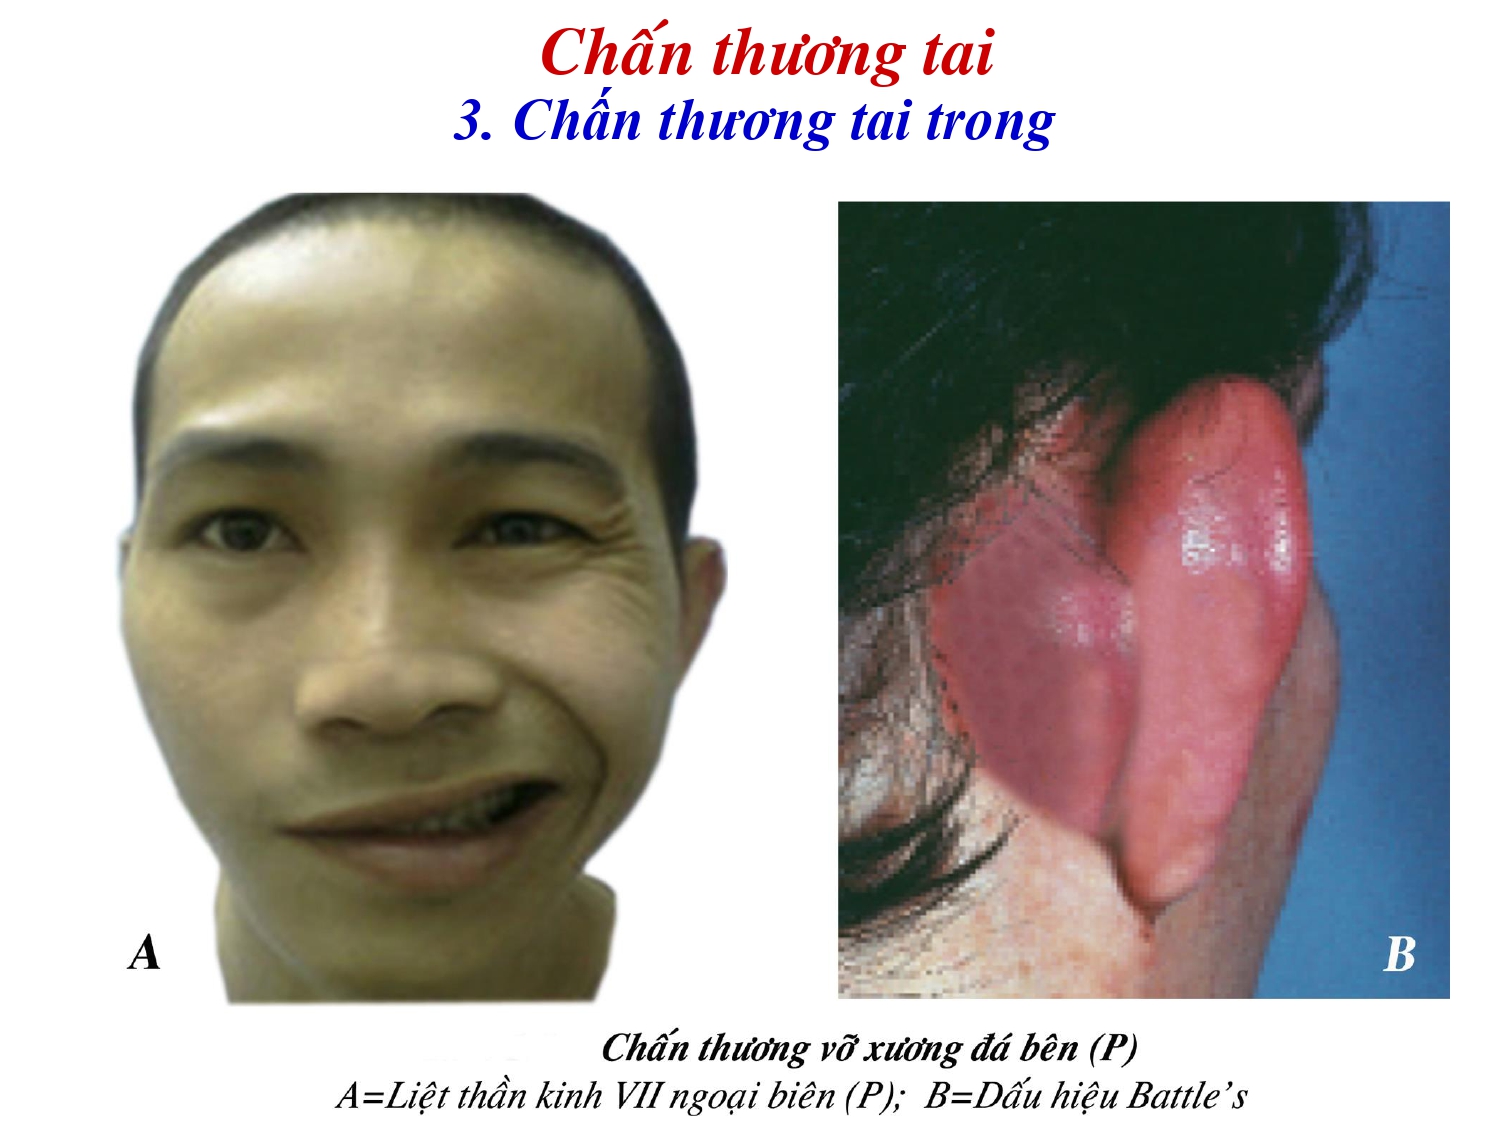 Chấn thương tai
3. Chấn thương tai trong
A
B
Chấn thương vỡ xương đá bên (P)
A=Liệt thần kinh VII ngoại biên (P); B=Dấu hiệu Battle's